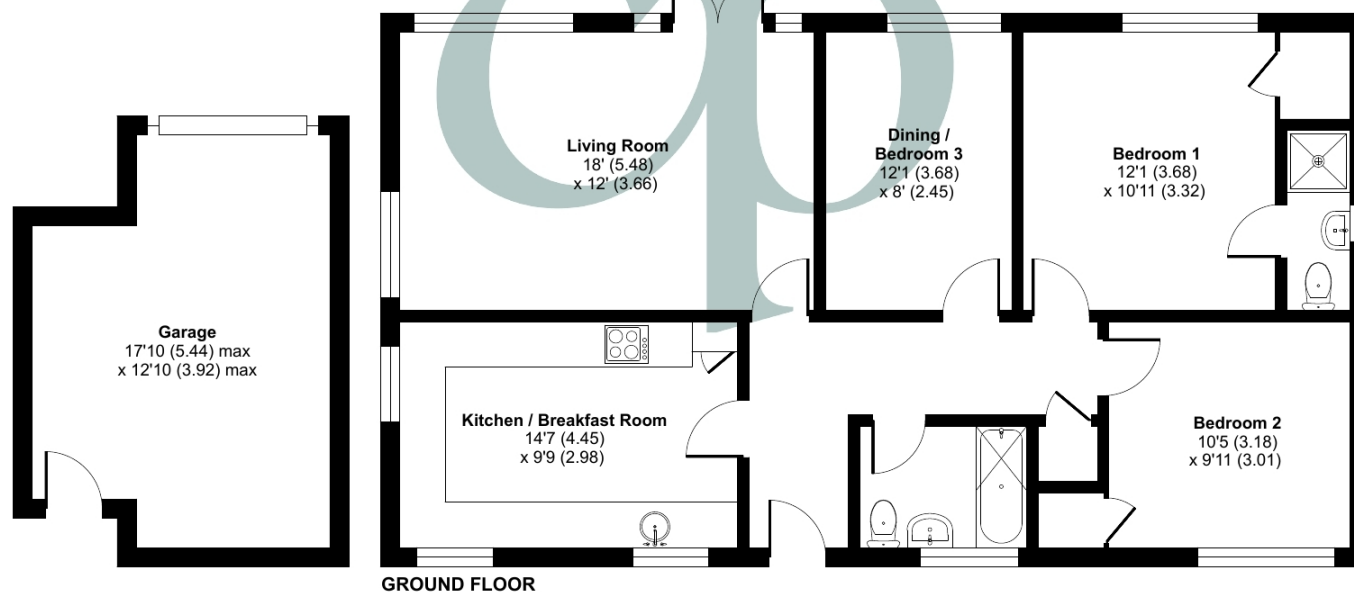 Living Room
18' (5.48)
x 12' (3.66)
Dining /
Bedroom 3
12'1 (3.68)
x 8' (2.45)
Bedroom 1
12'1 (3.68)
x 10'11 (3.32)
Garage
17'10 (5.44) max
x 12'10 (3.92) max
Kitchen / Breakfast Room
14'7 (4.45)
x 9'9 (2.98)
Bedroom 2
10'5 (3.18)
x 9'11 (3.01)
GROUND FLOOR